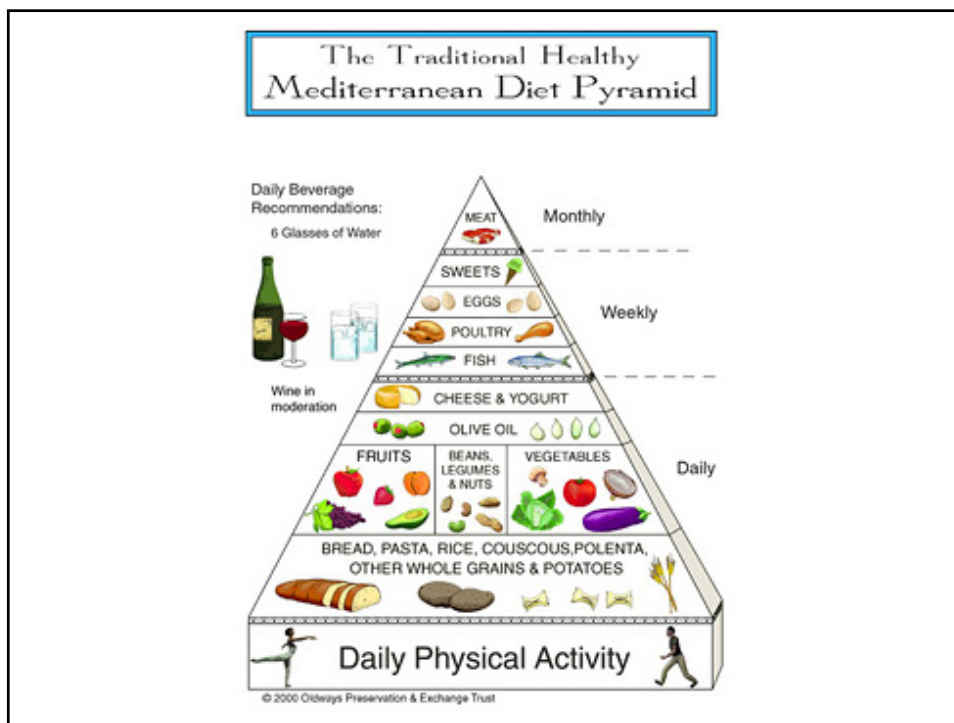 The Traditional Healthy
Mediterranean Diet Pyramid
Daily Beverage
Recommendations:
6 Glasses of Water
Wine in
moderation
MEAT
Monthly
SWEETS
EGGS
Weekly
POULTRY
FISH
CHEESE & YOGURT
OLIVE OIL
FRUITS
BEANS,
LEGUMES
& NUTS
VEGETABLES
Daily
BREAD, PASTA, RICE, COUSCOUS,POLENTA,
OTHER WHOLE GRAINS & POTATOES
Daily Physical Activity
© 2000 Oldways Preservation & Exchange Trust